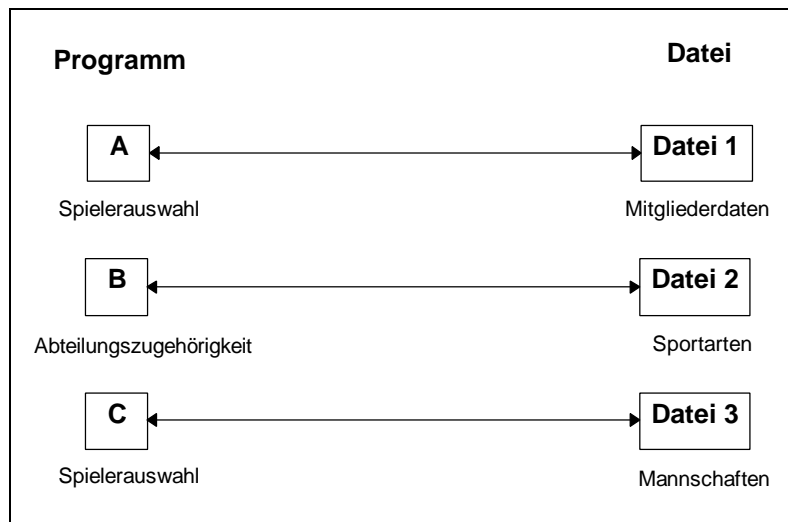 Programm
Datei
A
Datei 1
Spielerauswahl
Mitgliederdaten
B
Datei 2
Abteilungszugehörigkeit
Sportarten
C
Datei 3
Spielerauswahl
Mannschaften